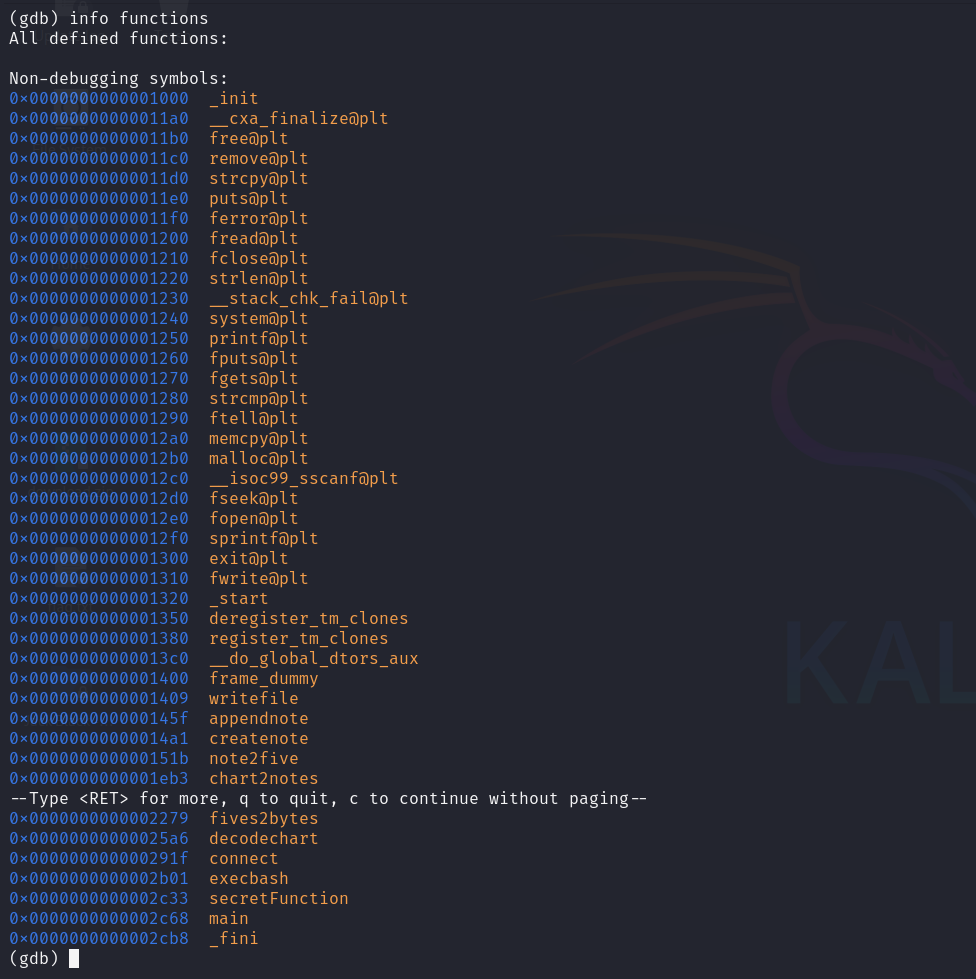 (gdb) info functions
All defined functions:

Non-debugging symbols:
0×0000000000001000  _init
0×00000000000011a0  __cxa_finalize@plt
0×00000000000011b0  free@plt
0×00000000000011c0  remove@plt
0×00000000000011d0  strcpy@plt
0×00000000000011e0  puts@plt
0×00000000000011f0  ferror@plt
0×0000000000001200  fread@plt
0×0000000000001210  fclose@plt
0×0000000000001220  strlen@plt
0×0000000000001230  __stack_chk_fail@plt
0×0000000000001240  system@plt
0×0000000000001250  printf@plt
0×0000000000001260  fputs@plt
0×0000000000001270  fgets@plt
0×0000000000001280  strcmp@plt
0×0000000000001290  ftell@plt
0×00000000000012a0  memcpy@plt
0×00000000000012b0  malloc@plt
0×00000000000012c0  __isoc99_sscanf@plt
0×00000000000012d0  fseek@plt
0×00000000000012e0  fopen@plt
0×00000000000012f0  sprintf@plt
0×0000000000001300  exit@plt
0×0000000000001310  fwrite@plt
0×0000000000001320  _start
0×0000000000001350  deregister_tm_clones
0×0000000000001380  register_tm_clones
0×00000000000013c0  __do_global_dtors_aux
0×0000000000001400  frame_dummy
0×0000000000001409  writefile
0×000000000000145f  appendnote
0×00000000000014a1  createnote
0×000000000000151b  note2five
0×0000000000001eb3  chart2notes
--Type <RET> for more, q to quit, c to continue without paging--
0×0000000000002279  fives2bytes
0×00000000000025a6  decodechart
0×000000000000291f  connect
0×0000000000002b01  execbash
0×0000000000002c33  secretFunction
0×0000000000002c68  main
0×0000000000002cb8  _fini
(gdb)
KAL